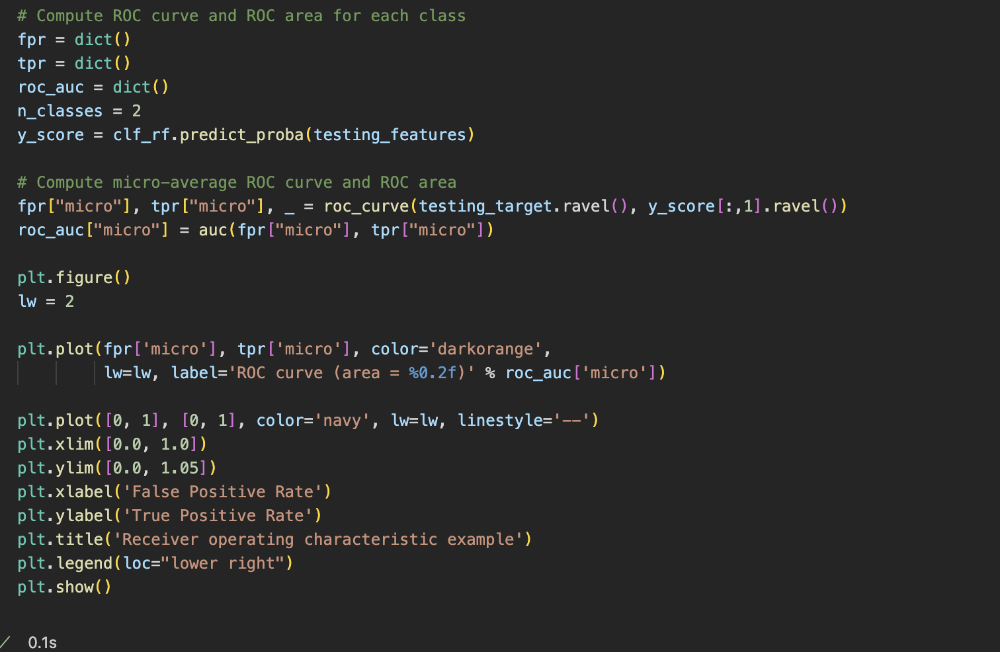 # Compute ROC curve and ROC area for each class
fpr = dict()
tpr = dict()
roc_auc = dict()
n_classes = 2
y_score = clf_rf.predict_proba(testing_features)
# Compute micro-average ROC curve and ROC area
fpr["micro"], tpr["micro"], _ = roc_curve(testing_target.ravel(), y_score[:,1].ravel())
roc_auc["micro"] = auc(fpr["micro"], tpr["micro"])
plt.figure()
lw = 2
plt.plot(fpr['micro'], tpr['micro'], color='darkorange',
lw=lw, label='ROC curve (area = %0.2f)' % roc_auc['micro'])
plt.plot([0, 1], [0, 1], color='navy', lw=lw, linestyle='--')
plt.xlim([0.0, 1.0])
plt.ylim([0.0, 1.05])
plt.xlabel('False Positive Rate')
plt.ylabel('True Positive Rate')
plt.title('Receiver operating characteristic example')
plt.legend(loc="lower right")
plt.show()
0.1s